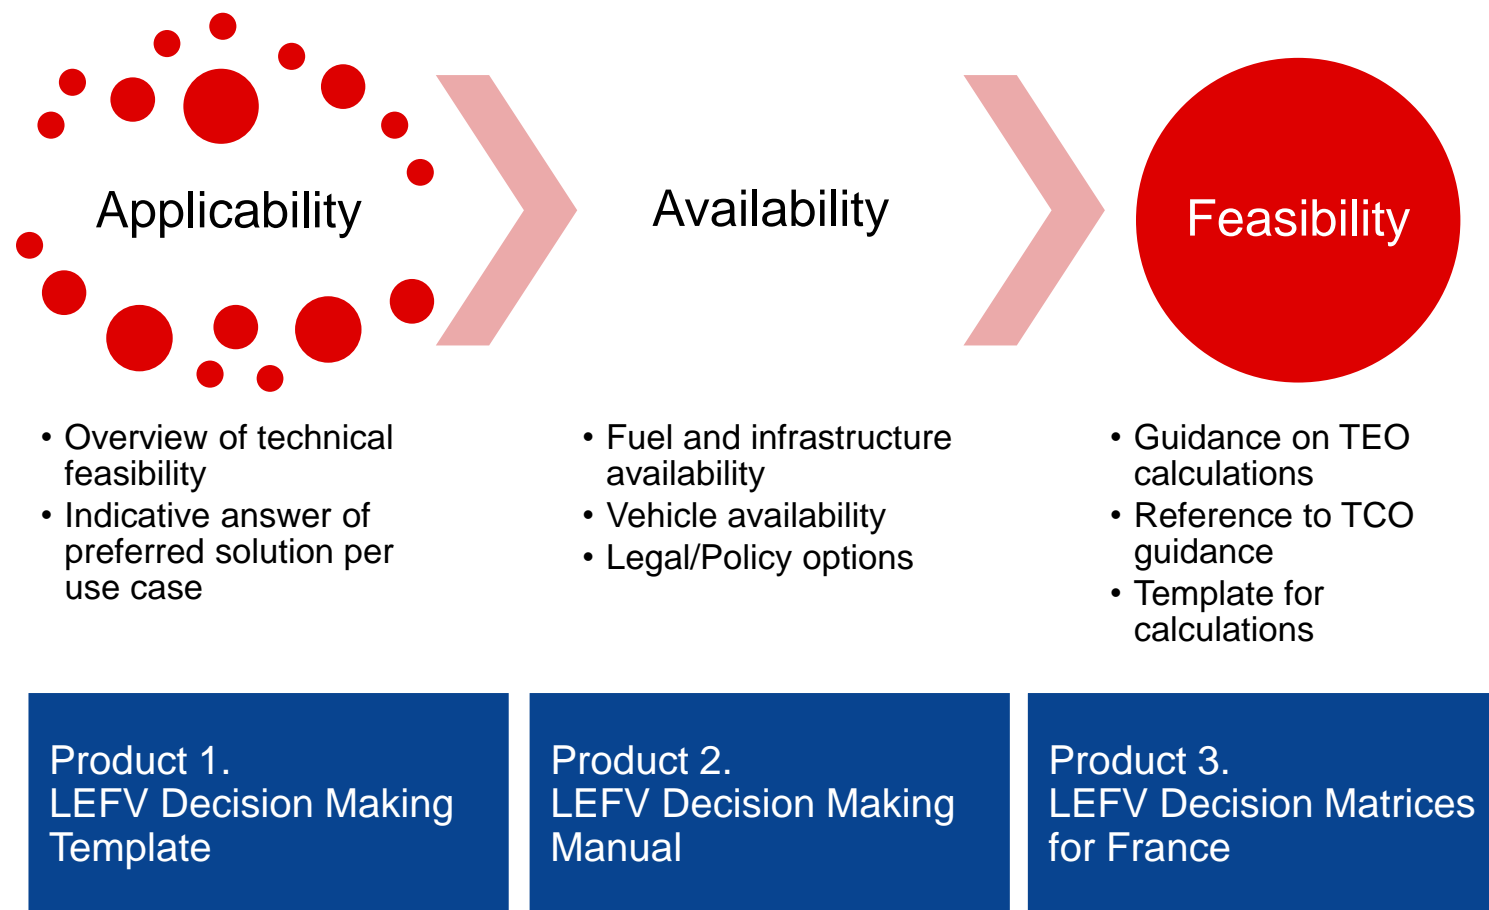 Applicability
Availability
Feasibility
• Overview of technical
feasibility
• Indicative answer of
preferred solution per
use case
• Fuel and infrastructure
availability
• Vehicle availability
• Legal/Policy options
• Guidance on TEO
calculations
• Reference to TCO
guidance
• Template for
calculations
Product 1.
LEFV Decision Making
Template
Product 2.
LEFV Decision Making
Manual
Product 3.
LEFV Decision Matrices
for France